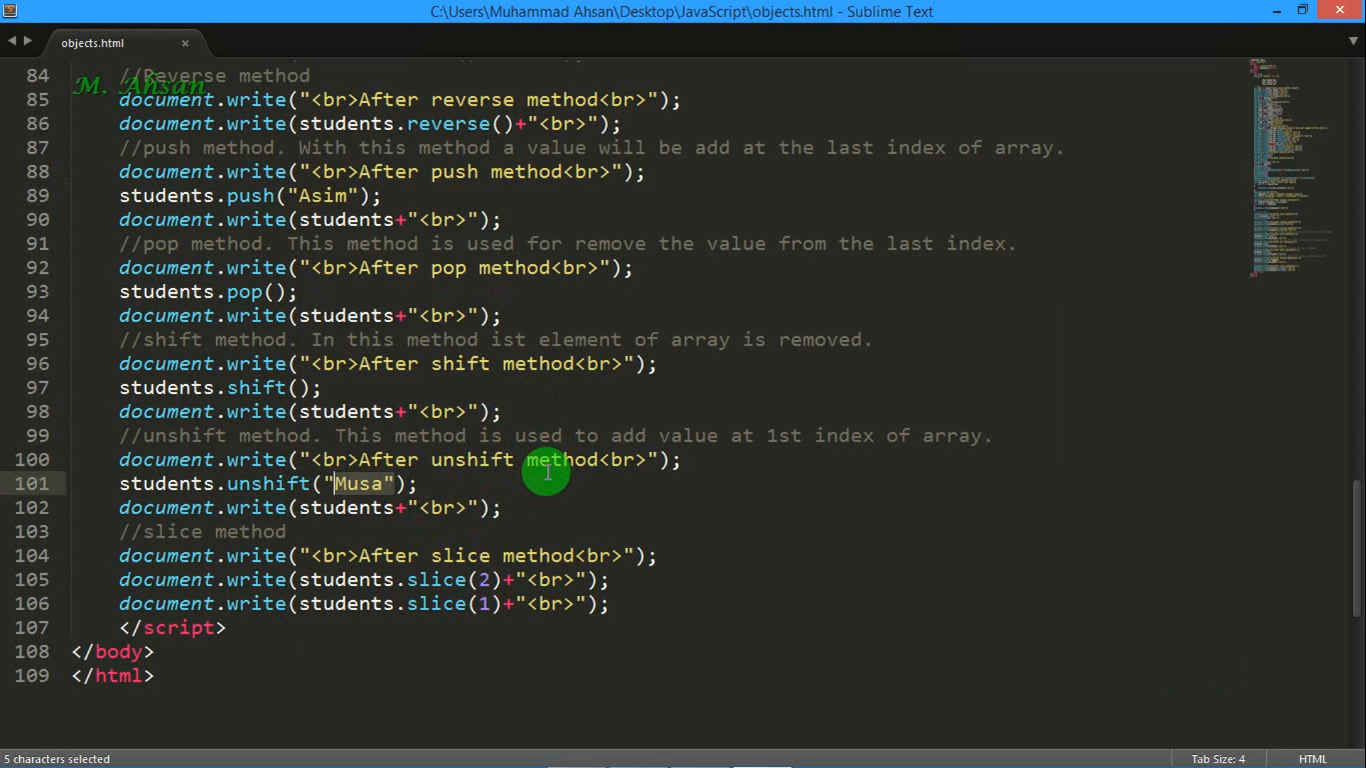 C:\Users\Muhammad Ahsan\Desktop\JavaScript\objects.html - Sublime Text
objects.html ×
M. Ahsan
84 //Reverse method
85 document.write("<br>After reverse method<br>");
86 document.write(students.reverse()+"<br>");
87 //push method. With this method a value will be add at the last index of array.
88 document.write("<br>After push method<br>");
89 students.push("Asim");
90 document.write(students+"<br>");
91 //pop method. This method is used for remove the value from the last index.
92 document.write("<br>After pop method<br>");
93 students.pop();
94 document.write(students+"<br>");
95 //shift method. In this method ist element of array is removed.
96 document.write("<br>After shift method<br>");
97 students.shift();
98 document.write(students+"<br>");
99 //unshift method. This method is used to add value at 1st index of array.
100 document.write("<br>After unshift method<br>");
101 students.unshift("Musa");
102 document.write(students+"<br>");
103 //slice method
104 document.write("<br>After slice method<br>");
105 document.write(students.slice(2)+"<br>");
106 document.write(students.slice(1)+"<br>");
107 </script>
108 </body>
109 </html>
5 characters selected
Tab Size: 4
HTML